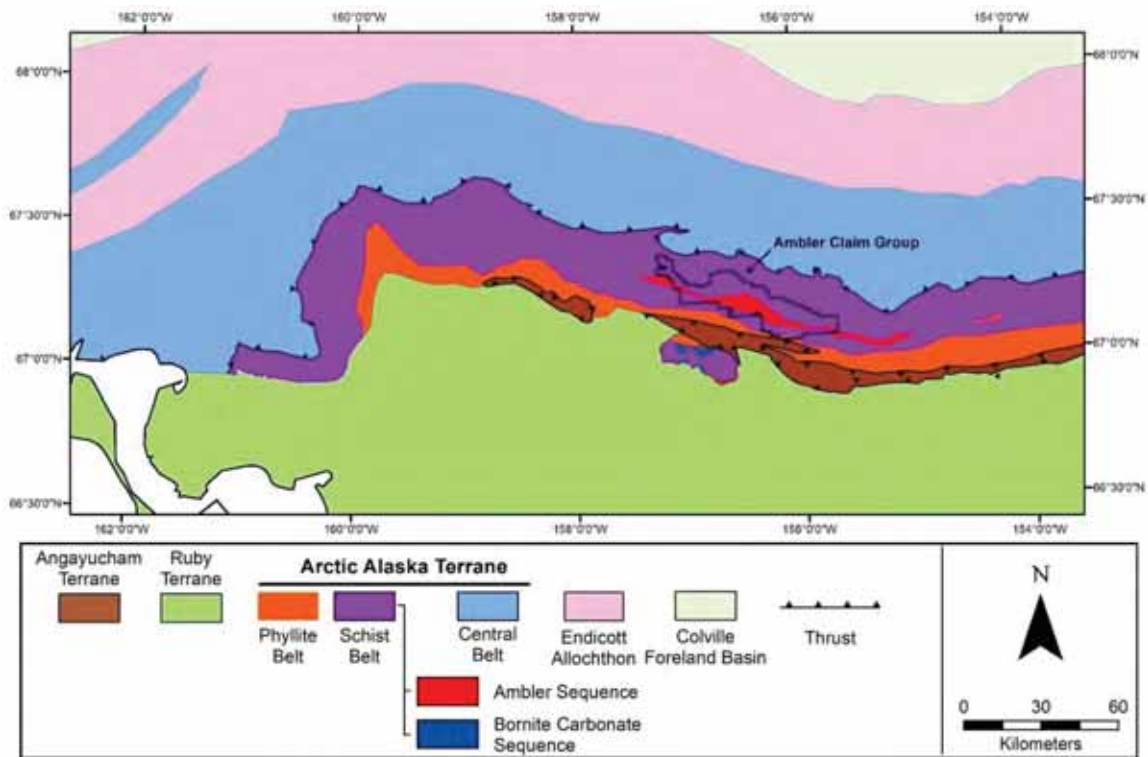 162°0'0"W 160°0'0"W 158°0'0"W 156°0'0"W 154°0'0"W
68°0'0"N 68°0'0"N
67°30'0"N 67°30'0"N
Ambler Claim Group
67°0'0"N 67°0'0"N
66°30'0"N 66°30'0"N
162°0'0"W 160°0'0"W 158°0'0"W 156°0'0"W 154°0'0"W
Angayucham
Terrane
Ruby
Terrane
Arctic Alaska Terrane
Phyllite
Belt
Schist
Belt
Central
Belt
Endicott
Allochthon
Colville
Foreland Basin
Thrust
Ambler Sequence
Bornite Carbonate
Sequence
N
0 30 60
Kilometers